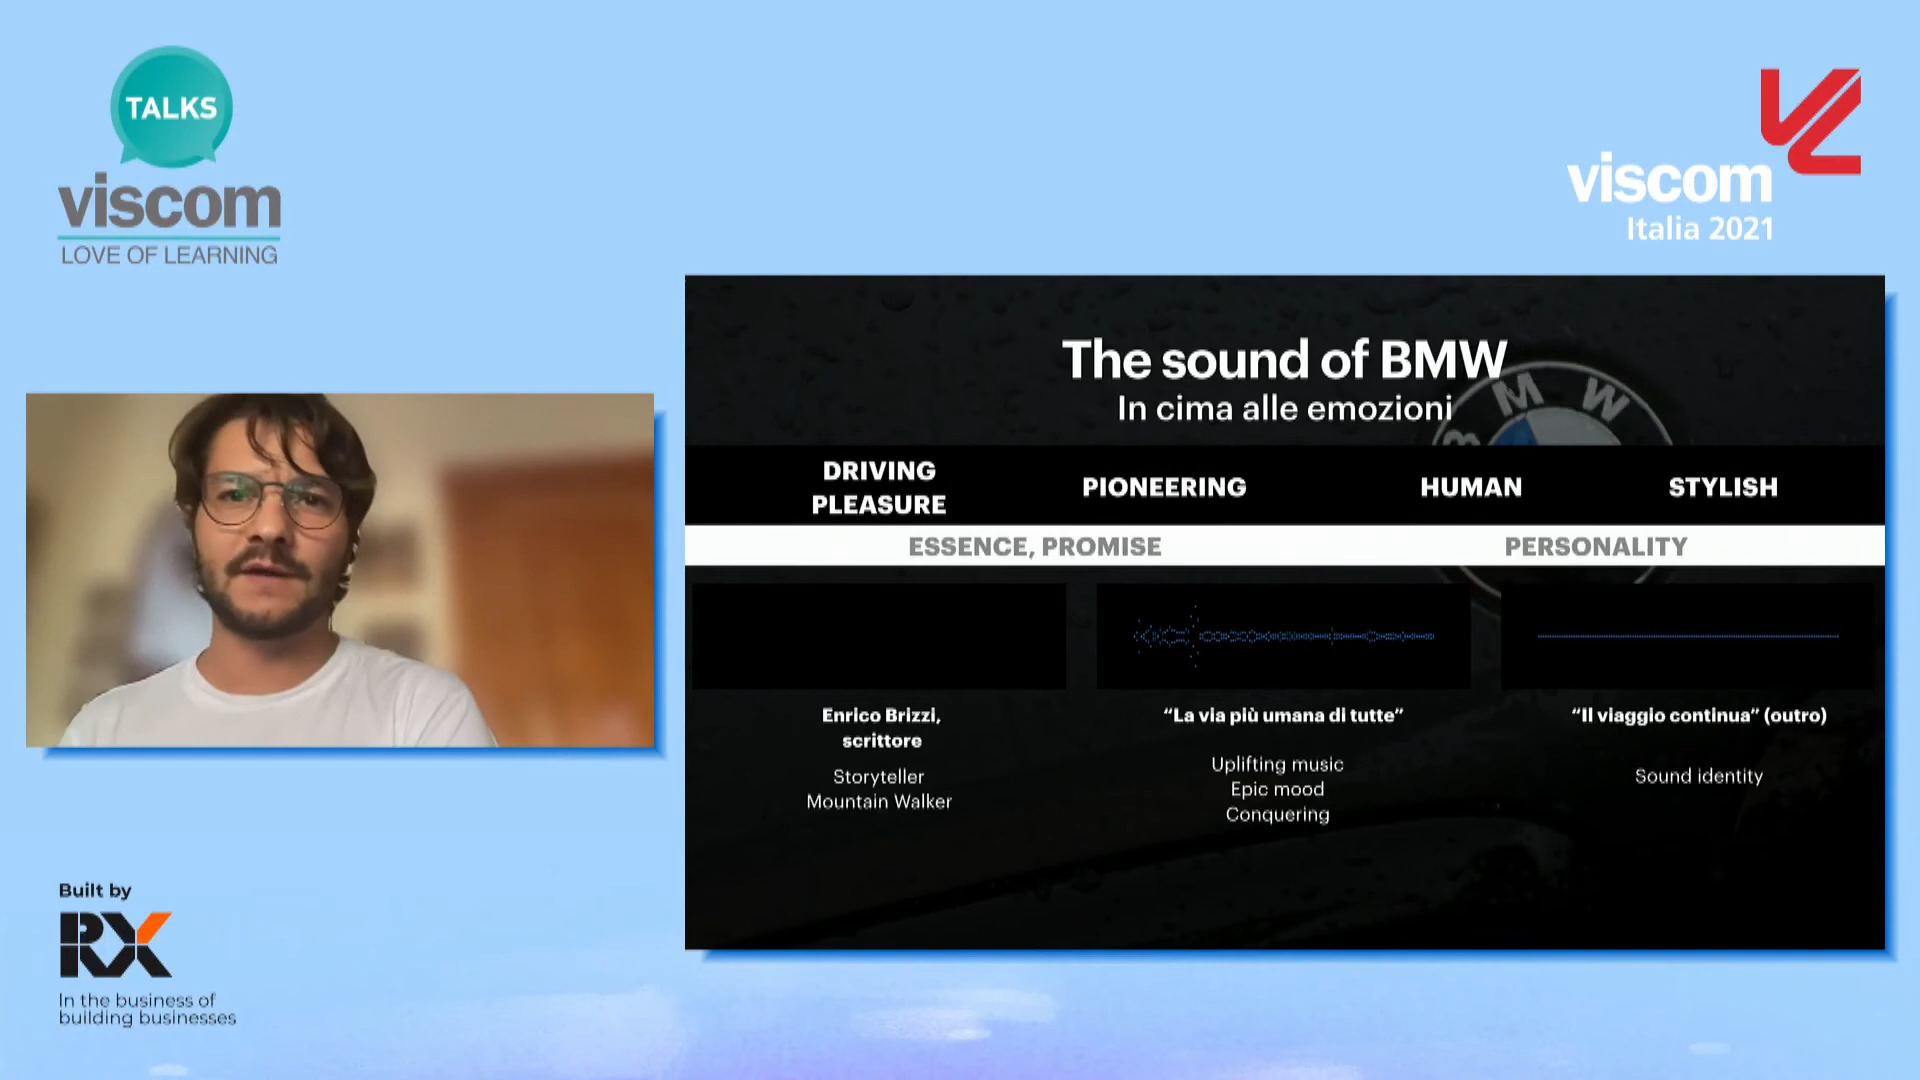 TALKS
viscom
LOVE OF LEARNING
viscom
Italia 2021
The sound of BMW
In cima alle emozioni
B M W
DRIVING
PLEASURE
PIONEERING
HUMAN
STYLISH
ESSENCE, PROMISE
PERSONALITY
Enrico Brizzi,
scrittore
Storyteller
Mountain Walker
“La via più umana di tutte”
Uplifting music
Epic mood
Conquering
“Il viaggio continua” (outro)
Sound identity
Built by
RX
In the business of
building businesses